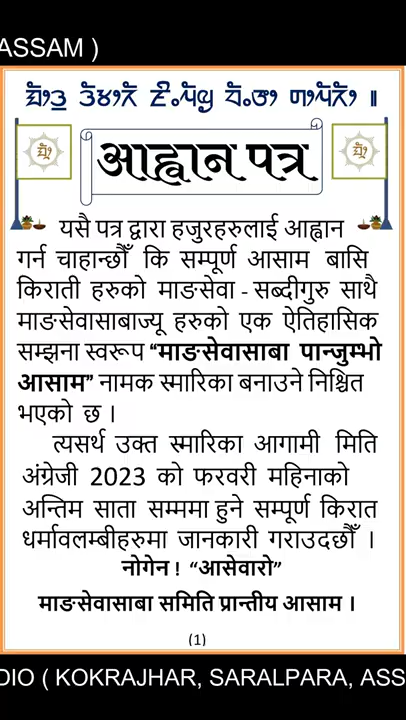 ASSAM )
आह्वान पत्र
यसै पत्र द्वारा हजुरहरुलाई आह्वान
गर्न चाहान्छौँ कि सम्पूर्ण आसाम बासि
किराती हरुको माङसेवा - सब्दीगुरु साथै
माङसेवासाबाज्यू हरुको एक ऐतिहासिक
सम्झना स्वरूप “माङसेवासाबा पान्जुम्भो
आसाम” नामक स्मारिका बनाउने निश्चित
भएको छ ।
त्यसर्थ उक्त स्मारिका आगामी मिति
अंग्रेजी 2023 को फरवरी महिनाको
अन्तिम साता सम्ममा हुने सम्पूर्ण किरात
धर्मावलम्बीहरुमा जानकारी गराउदछौँ ।
नोगेन ! “आसेवारो”
माङसेवासाबा समिति प्रान्तीय आसाम ।
(1)
DIO ( KOKRAJHAR, SARALPARA, ASS